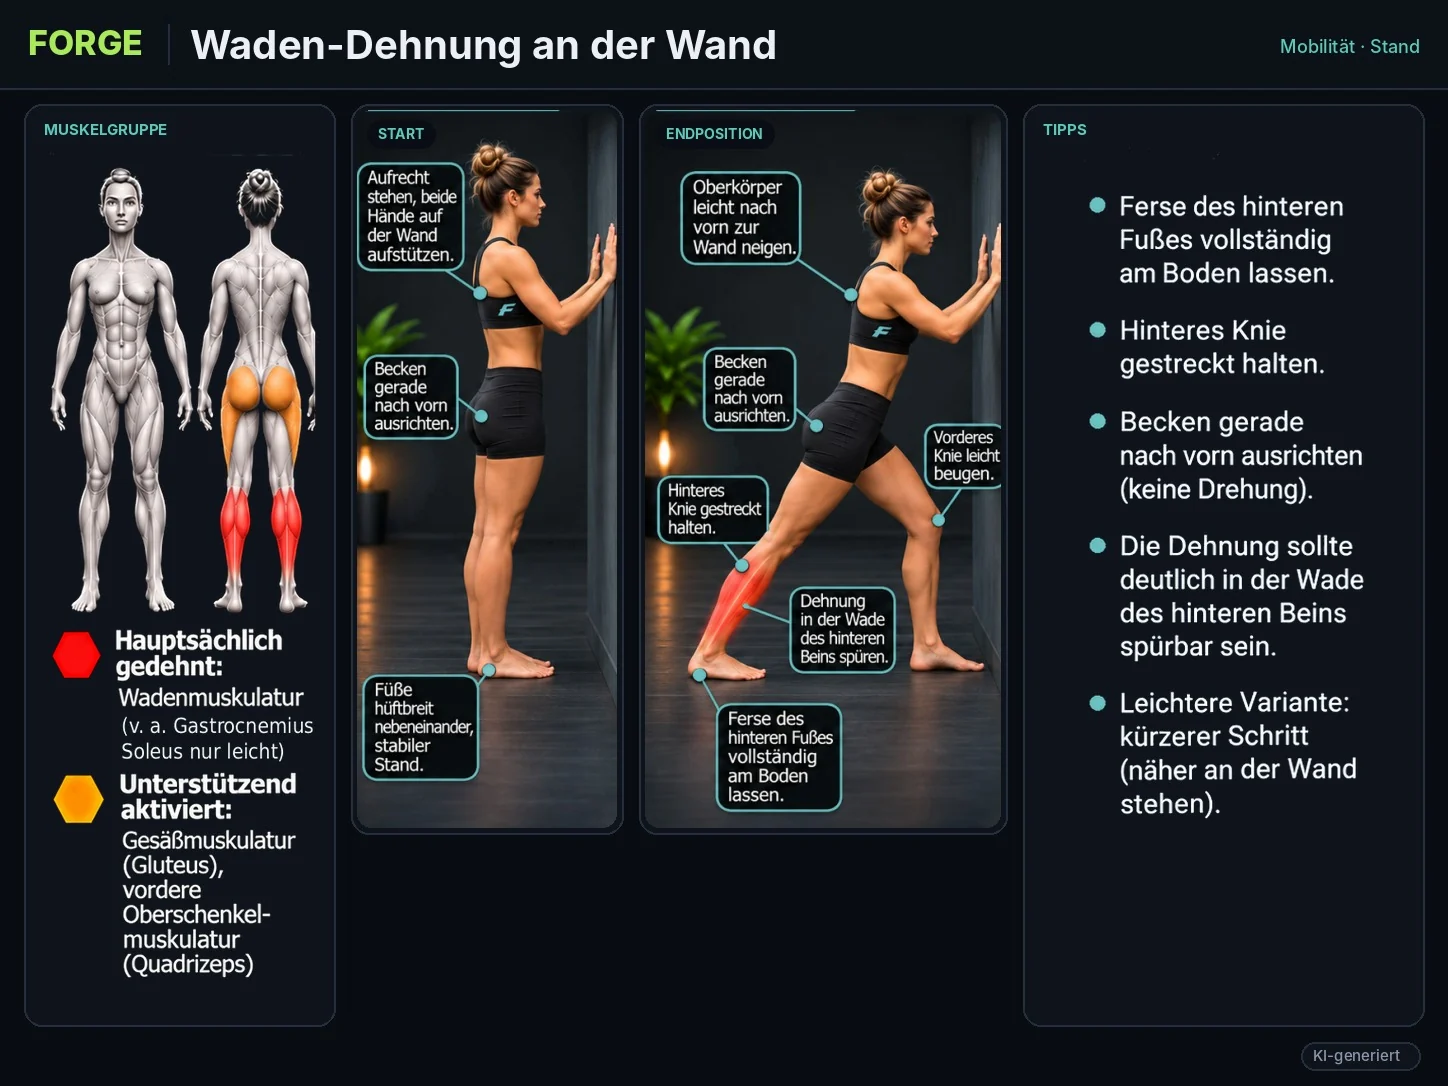 FORGE
Waden-Dehnung an der Wand
Mobilität · Stand
MUSKELGRUPPE
Hauptsächlich
gedehnt:
Wadenmuskulatur
(v. a. Gastrocnemius
Soleus nur leicht)
Unterstützend
aktiviert:
Gesäßmuskulatur
(Gluteus),
vordere
Oberschenkel-
muskulatur
(Quadrizeps)
START
Aufrecht
stehen, beide
Hände auf
der Wand
aufstützen.
Becken
gerade
nach vorn
ausrichten.
Füße
hüftbreit
nebeneinander,
stabiler
Stand.
F
ENDPOSITION
Oberkörper
leicht nach
vorn zur
Wand neigen.
Becken
gerade
nach vorn
ausrichten.
Vorderes
Knie leicht
beugen.
Hinteres
Knie gestreckt
halten.
Dehnung
in der Wade
des hinteren
Beins spüren.
Ferse des
hinteren Fußes
vollständig
am Boden
lassen.
F
TIPPS
Ferse des hinteren
Fußes vollständig
am Boden lassen.
Hinteres Knie
gestreckt halten.
Becken gerade
nach vorn ausrichten
(keine Drehung).
Die Dehnung sollte
deutlich in der Wade
des hinteren Beins
spürbar sein.
Leichtere Variante:
kürzerer Schritt
(näher an der Wand
stehen).
KI-generiert